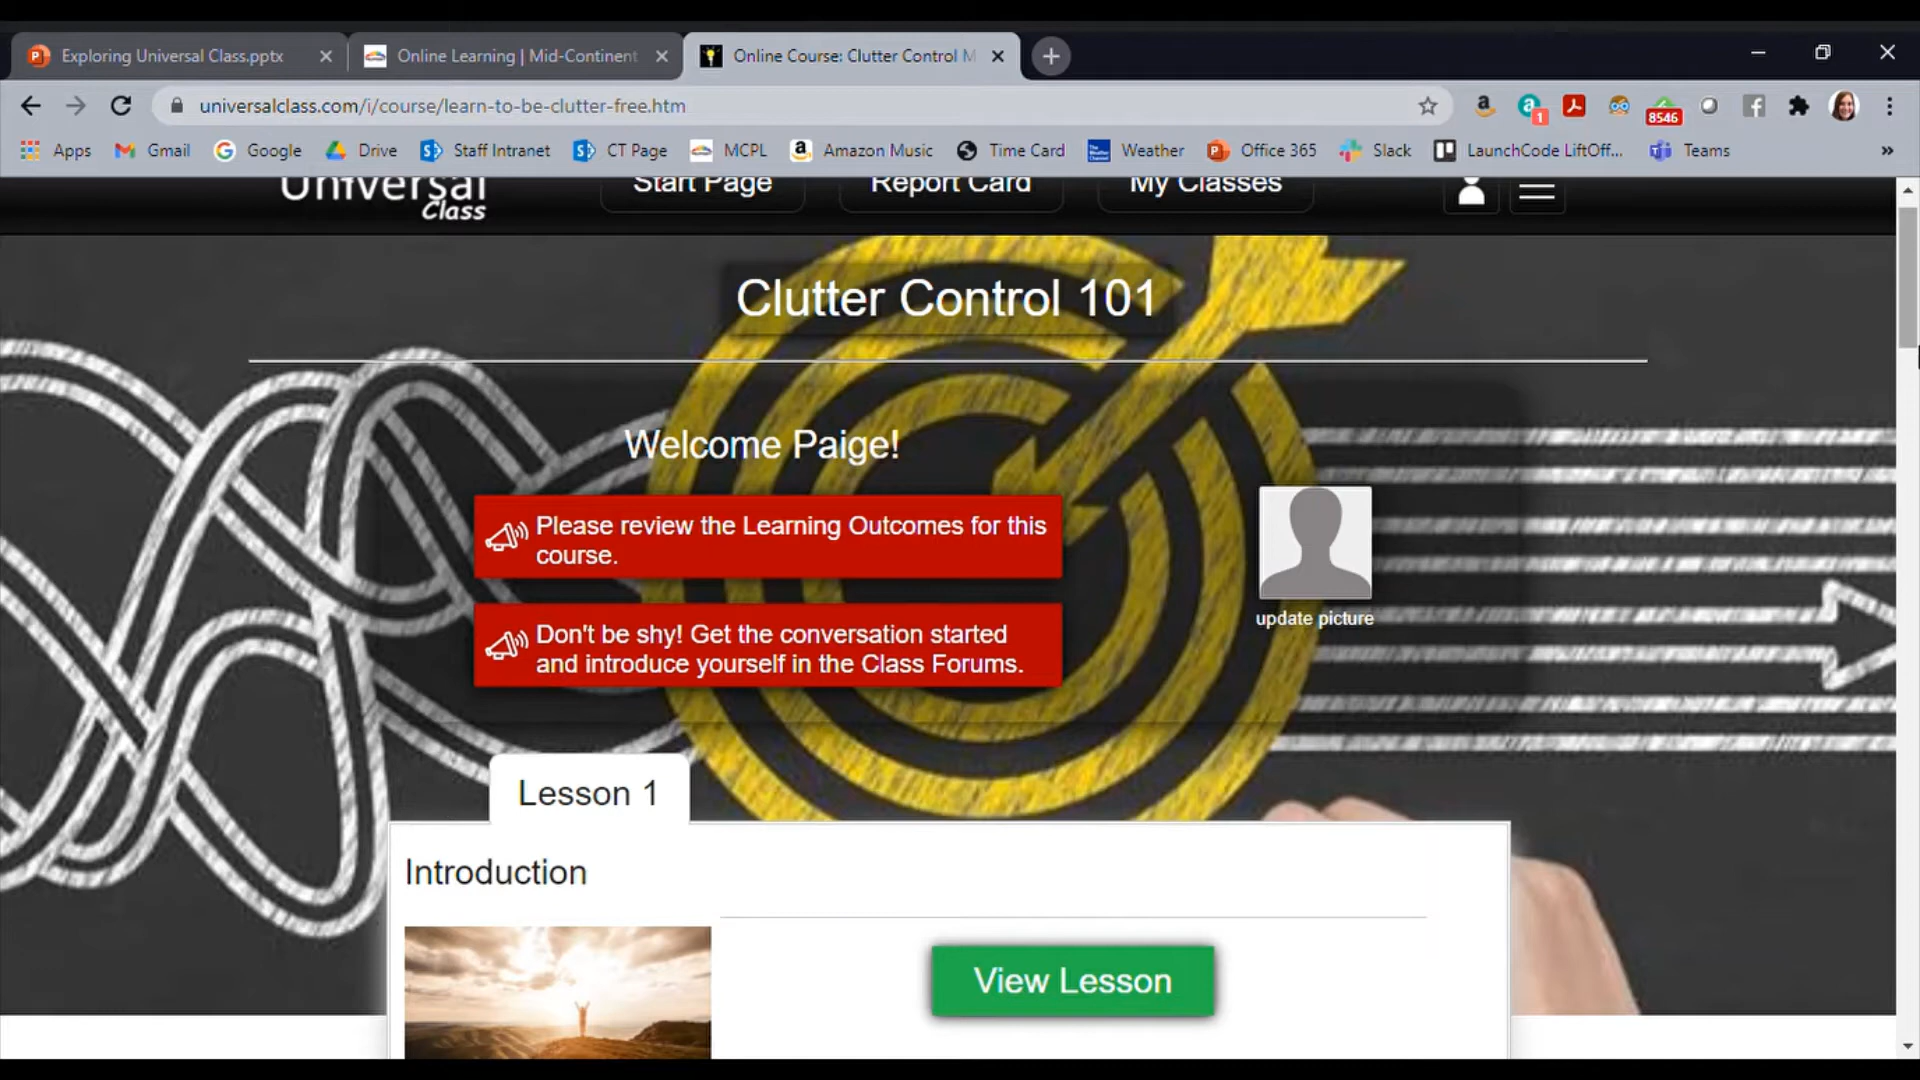 Exploring Universal Class.pptx
Online Learning | Mid-Continent
Online Course: Clutter Control M
universalclass.com/i/course/learn-to-be-clutter-free.htm
1
8546
Apps
Gmail
Google
Drive
Staff Intranet
CT Page
MCPL
Amazon Music
Time Card
Weather
Office 365
Slack
LaunchCode LiftOff...
Teams
»
Universal
Class
Start Page
Report Card
My Classes
Clutter Control 101
Welcome Paige!
Please review the Learning Outcomes for this
course.
Don't be shy! Get the conversation started
and introduce yourself in the Class Forums.
update picture
Lesson 1
Introduction
View Lesson